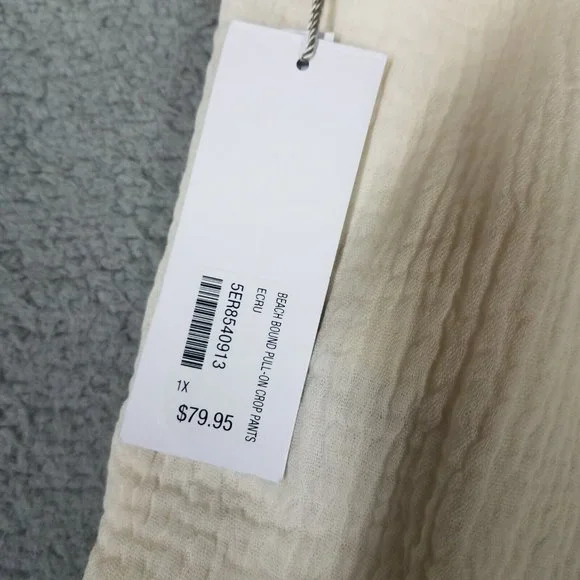 BEACH BOUND PULL-ON CROP PANTS
ECRU
5ER8540913
1X
$79.95